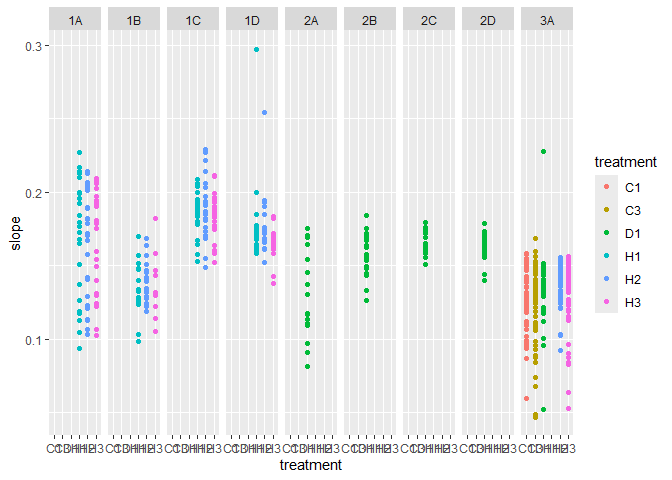 1A 1B 1C 1D 2A 2B 2C 2D 3A
0.3
0.2
0.1
slope
treatment
treatment
C1
C3
D1
H1
H2
H3